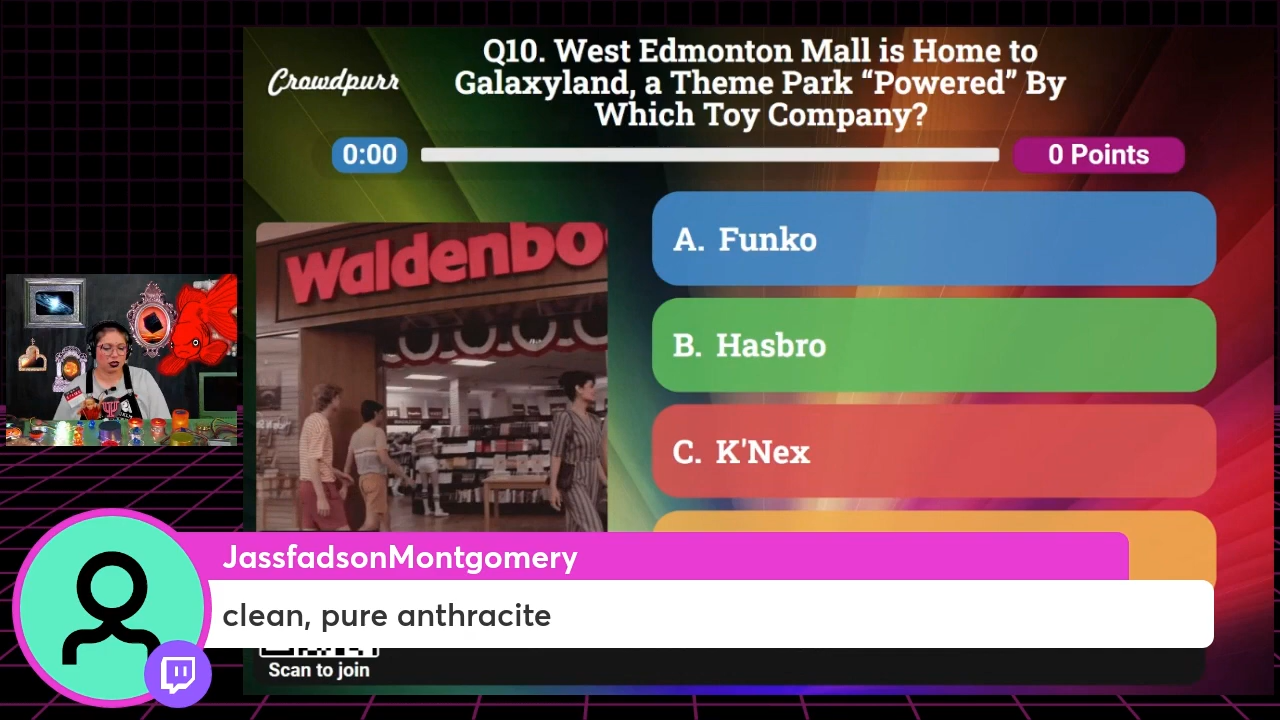 Crowdpurr
Q10. West Edmonton Mall is Home to
Galaxyland, a Theme Park “Powered” By
Which Toy Company?
0:00
0 Points
Waldenbo
A. Funko
B. Hasbro
C. K'Nex
JassfadsonMontgomery
clean, pure anthracite
Scan to join